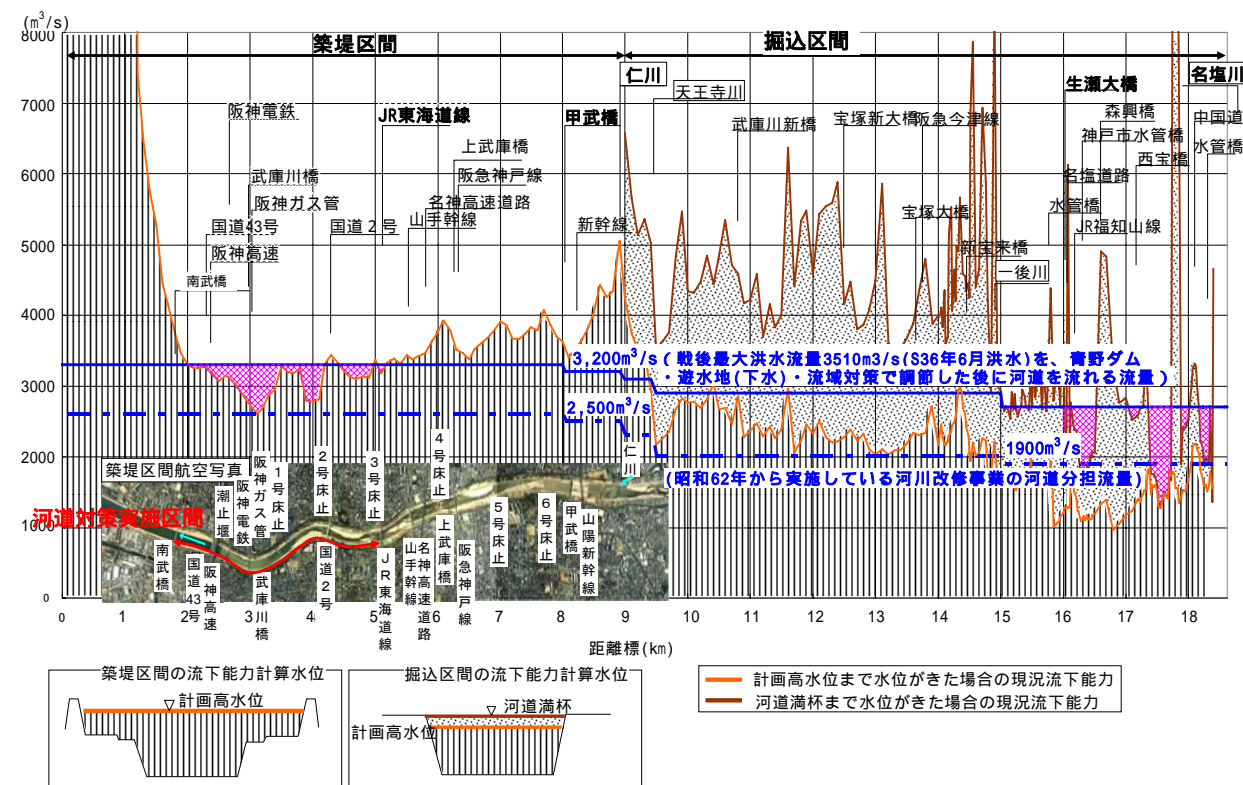 (m³/s)
8000
7000
6000
5000
4000
3000
2000
1000
0
築堤区間
掘込区間
仁川
天王寺川
名塩川
生瀬大橋
阪神電鉄
JR東海道線
甲武橋
武庫川新橋
宝塚新大橋
阪急今津線
森興橋
中国道
神戸市水管橋
水管橋
西宝橋
上武庫橋
武庫川橋
阪急神戸線
名塩道路
阪神ガス管
名神高速道路
水管橋
国道43号
国道2号
山手幹線
新幹線
宝塚大橋
JR福知山線
阪神高速
新宝来橋
一後川
南武橋
3,200m³/s ( 戦後最大洪水流量3510m3/s(S36年6月洪水)を、青野ダム
・遊水地(下水)・流域対策で調節した後に河道を流れる流量 )
2,500m³/s
1900m³/s
(昭和62年から実施している河川改修事業の河道分担流量)
築堤区間航空写真
河道対策実施区間
潮止堰
阪神電鉄
阪神ガス管
1号床止
2号床止
3号床止
4号床止
5号床止
6号床止
甲武橋
山陽新幹線
仁川
南武橋
国道43号
阪神高速
武庫川橋
国道2号
JR東海道線
山手幹線
名神高速道路
上武庫橋
阪急神戸線
0 1 2 3 4 5 6 7 8 9 10 11 12 13 14 15 16 17 18
距離標(km)
築堤区間の流下能力計算水位
計画高水位
掘込区間の流下能力計算水位
河道満杯
計画高水位
計画高水位まで水位がきた場合の現況流下能力
河道満杯まで水位がきた場合の現況流下能力